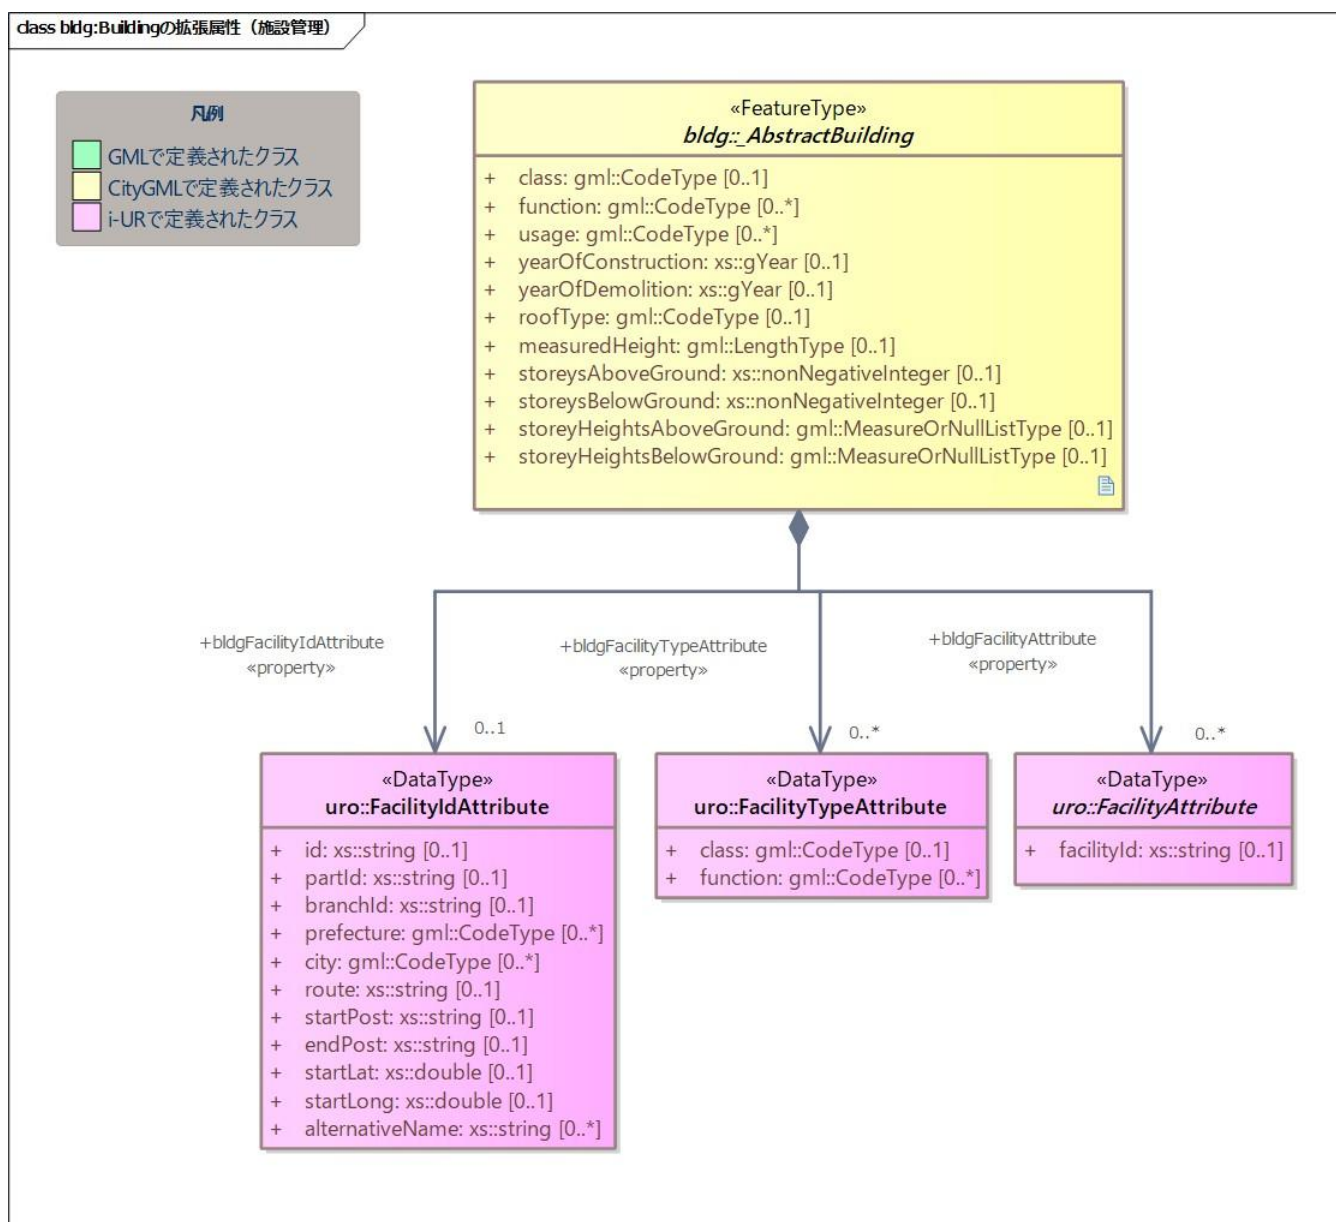 class bldg:Buildingの拡張属性（施設管理）
凡例
GMLで定義されたクラス
CityGMLで定義されたクラス
i-URで定義されたクラス
«FeatureType»
bldg::_AbstractBuilding
+ class: gml::CodeType [0..1]
+ function: gml::CodeType [0..*]
+ usage: gml::CodeType [0..*]
+ yearOfConstruction: xs::gYear [0..1]
+ yearOfDemolition: xs::gYear [0..1]
+ roofType: gml::CodeType [0..1]
+ measuredHeight: gml::LengthType [0..1]
+ storeysAboveGround: xs::nonNegativeInteger [0..1]
+ storeysBelowGround: xs::nonNegativeInteger [0..1]
+ storeyHeightsAboveGround: gml::MeasureOrNullListType [0..1]
+ storeyHeightsBelowGround: gml::MeasureOrNullListType [0..1]
+bldgFacilityIdAttribute
«property»
0..1
+bldgFacilityTypeAttribute
«property»
0..*
+bldgFacilityAttribute
«property»
0..*
«DataType»
uro::FacilityIdAttribute
+ id: xs::string [0..1]
+ partId: xs::string [0..1]
+ branchId: xs::string [0..1]
+ prefecture: gml::CodeType [0..*]
+ city: gml::CodeType [0..*]
+ route: xs::string [0..1]
+ startPost: xs::string [0..1]
+ endPost: xs::string [0..1]
+ startLat: xs::double [0..1]
+ startLong: xs::double [0..1]
+ alternativeName: xs::string [0..*]
«DataType»
uro::FacilityTypeAttribute
+ class: gml::CodeType [0..1]
+ function: gml::CodeType [0..*]
«DataType»
uro::FacilityAttribute
+ facilityId: xs::string [0..1]